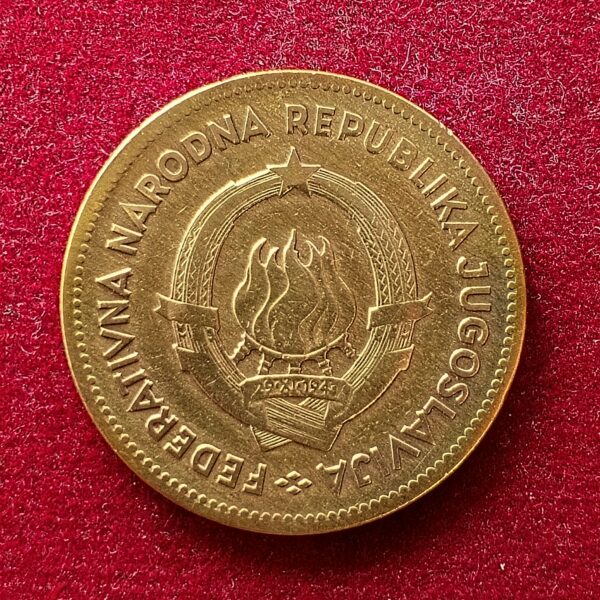 FEDERATIVNA NARODNA REPUBLIKA JUGOSLAVIJA
29·XI·1943